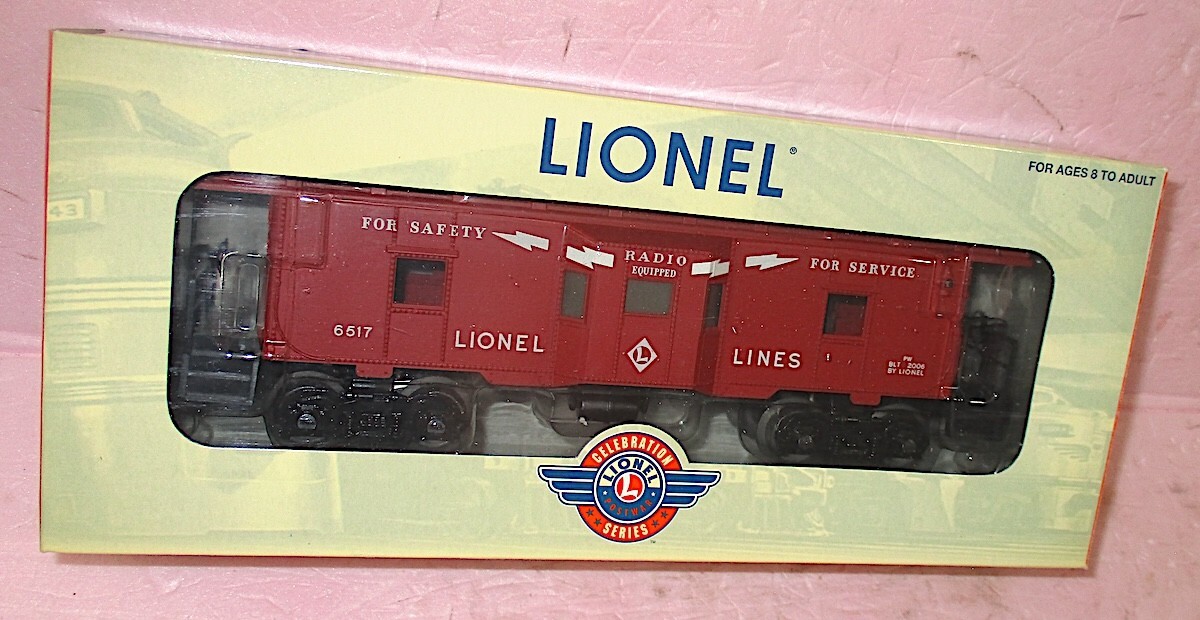 LIONEL®
FOR AGES 8 TO ADULT
FOR SAFETY
RADIO
EQUIPPED
FOR SERVICE
6517
LIONEL
L
LINES
PW
BLT 2006
BY LIONEL
43
CELEBRATION
LIONEL
L
POSTWAR
SERIES
™